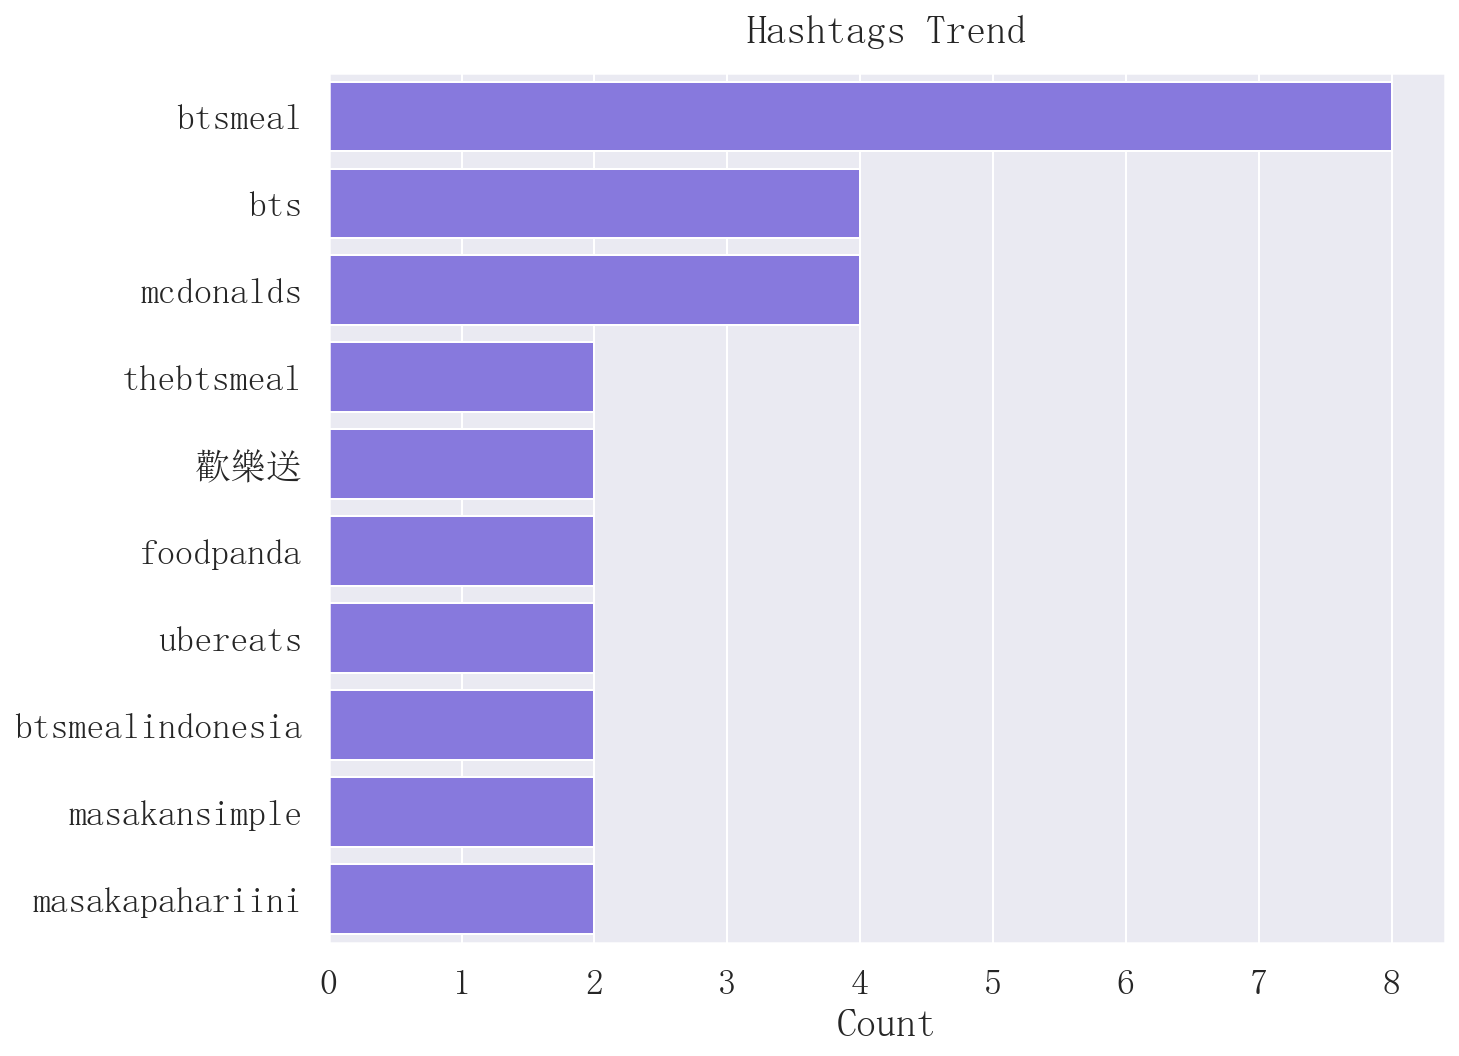 Hashtags Trend
btsmeal
bts
mcdonalds
thebtsmeal
歡樂送
foodpanda
ubereats
btsmealindonesia
masakansimple
masakapahariini
0 1 2 3 4 5 6 7 8
Count